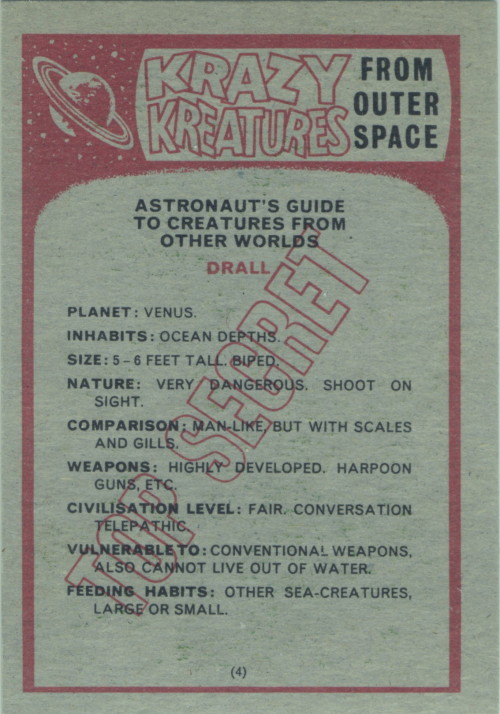 KRAZY
KREATURES
FROM
OUTER
SPACE
ASTRONAUT'S GUIDE
TO CREATURES FROM
OTHER WORLDS
DRALL
TOP SECRET
PLANET: VENUS.
INHABITS: OCEAN DEPTHS.
SIZE: 5-6 FEET TALL. BIPED.
NATURE: VERY DANGEROUS. SHOOT ON
SIGHT.
COMPARISON: MAN-LIKE, BUT WITH SCALES
AND GILLS.
WEAPONS: HIGHLY DEVELOPED. HARPOON
GUNS, ETC.
CIVILISATION LEVEL: FAIR. CONVERSATION
TELEPATHIC.
VULNERABLE TO: CONVENTIONAL WEAPONS,
ALSO CANNOT LIVE OUT OF WATER.
FEEDING HABITS: OTHER SEA-CREATURES,
LARGE OR SMALL.
(4)